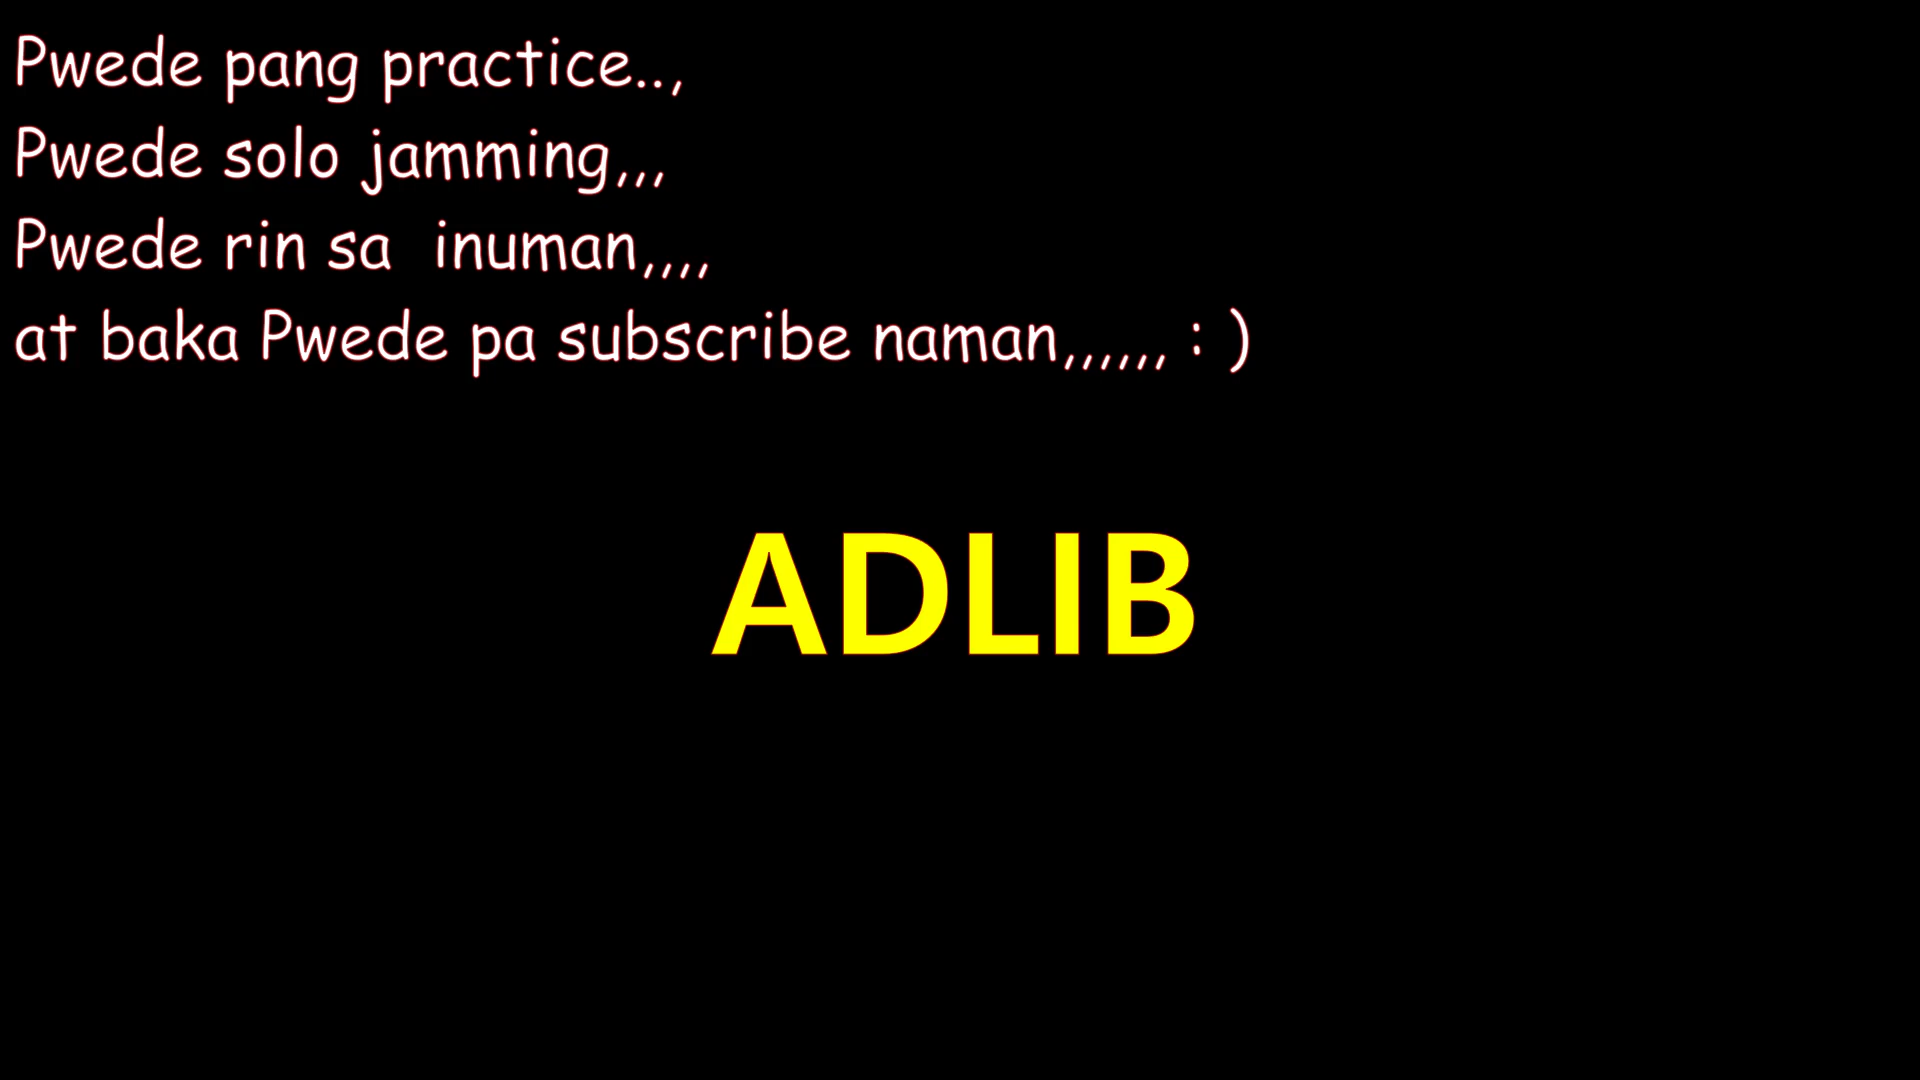 Pwede pang practice..,
Pwede solo jamming,,,
Pwede rin sa  inuman,,,,
at baka Pwede pa subscribe naman,,,,,, : )
ADLIB